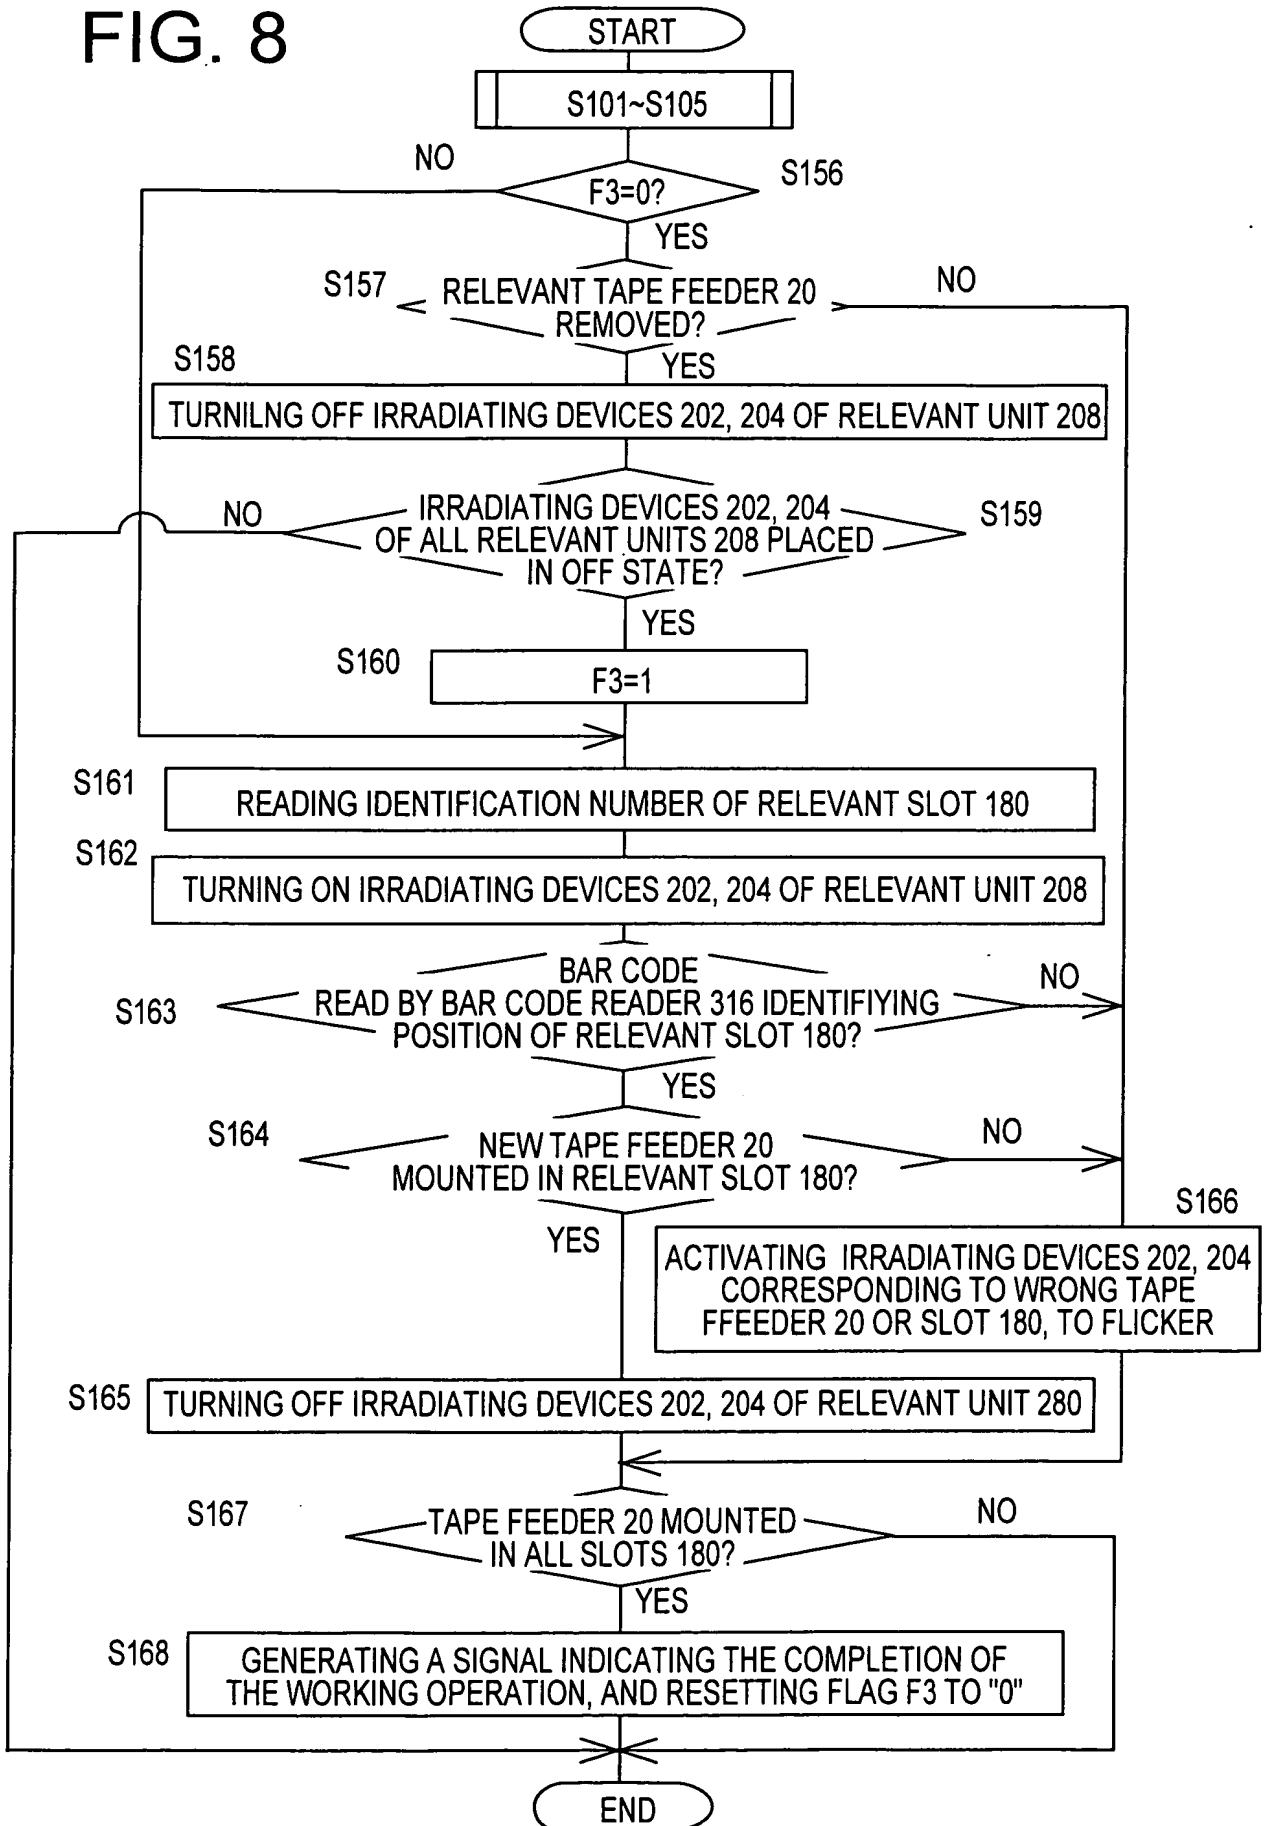 FIG. 8
START
S101~S105
NO
F3=0?
S156
YES
S157
RELEVANT TAPE FEEDER 20
REMOVED?
NO
YES
S158
TURNILNG OFF IRRADIATING DEVICES 202, 204 OF RELEVANT UNIT 208
NO
IRRADIATING DEVICES 202, 204
OF ALL RELEVANT UNITS 208 PLACED
IN OFF STATE?
S159
YES
S160
F3=1
S161
READING IDENTIFICATION NUMBER OF RELEVANT SLOT 180
S162
TURNING ON IRRADIATING DEVICES 202, 204 OF RELEVANT UNIT 208
S163
BAR CODE
READ BY BAR CODE READER 316 IDENTIFIYING
POSITION OF RELEVANT SLOT 180?
NO
YES
S164
NEW TAPE FEEDER 20
MOUNTED IN RELEVANT SLOT 180?
NO
YES
S166
ACTIVATING IRRADIATING DEVICES 202, 204
CORRESPONDING TO WRONG TAPE
FFEEDER 20 OR SLOT 180, TO FLICKER
S165
TURNING OFF IRRADIATING DEVICES 202, 204 OF RELEVANT UNIT 280
S167
TAPE FEEDER 20 MOUNTED
IN ALL SLOTS 180?
NO
YES
S168
GENERATING A SIGNAL INDICATING THE COMPLETION OF
THE WORKING OPERATION, AND RESETTING FLAG F3 TO "0"
END